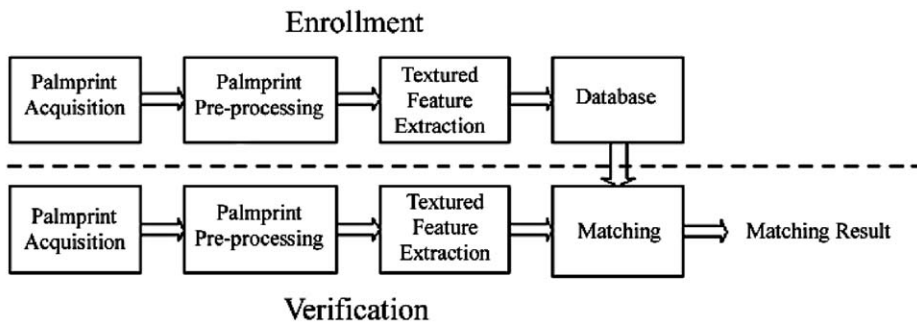 Enrollment
Palmprint
Acquisition
Palmprint
Pre-processing
Textured
Feature
Extraction
Database
Palmprint
Acquisition
Palmprint
Pre-processing
Textured
Feature
Extraction
Matching
Matching Result
Verification